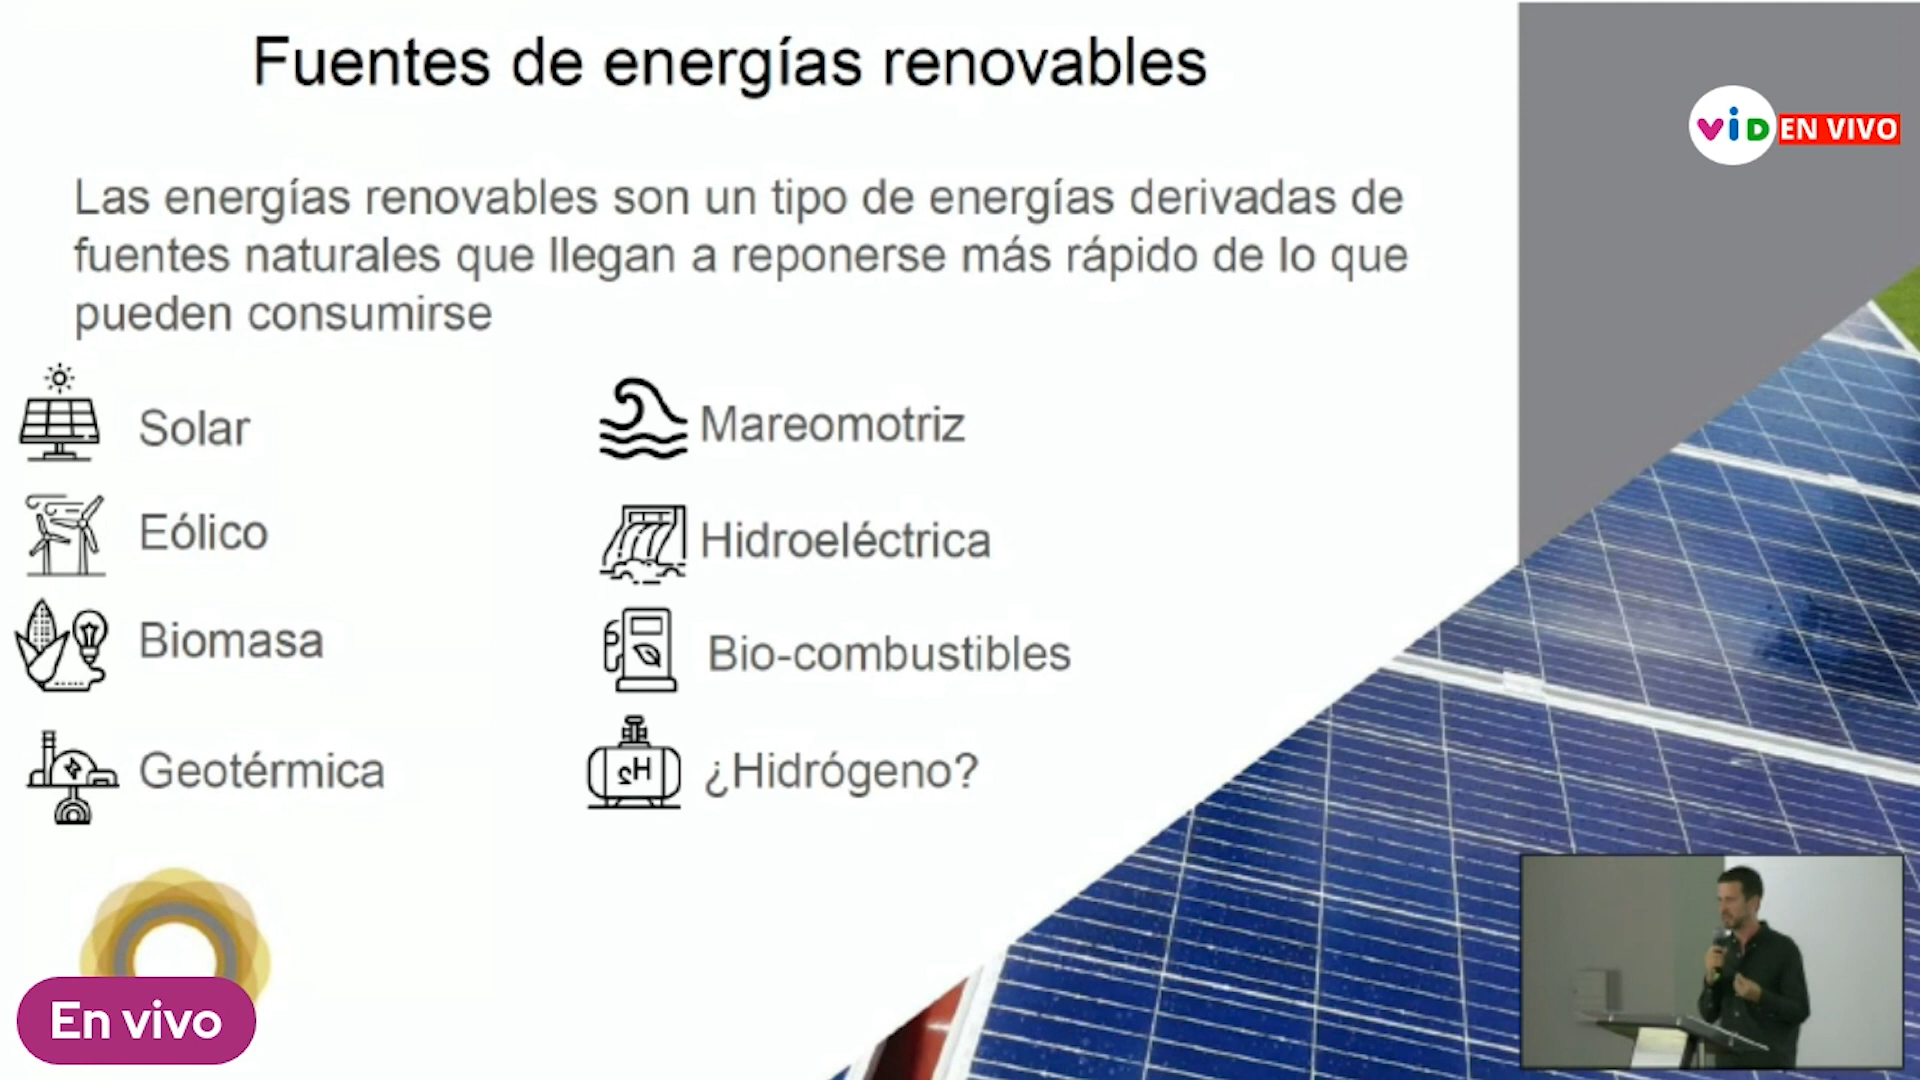 Fuentes de energías renovables
ViD EN VIVO
Las energías renovables son un tipo de energías derivadas de
fuentes naturales que llegan a reponerse más rápido de lo que
pueden consumirse
Solar
Mareomotriz
Eólico
Hidroeléctrica
Biomasa
Bio-combustibles
Geotérmica
H2
¿Hidrógeno?
En vivo